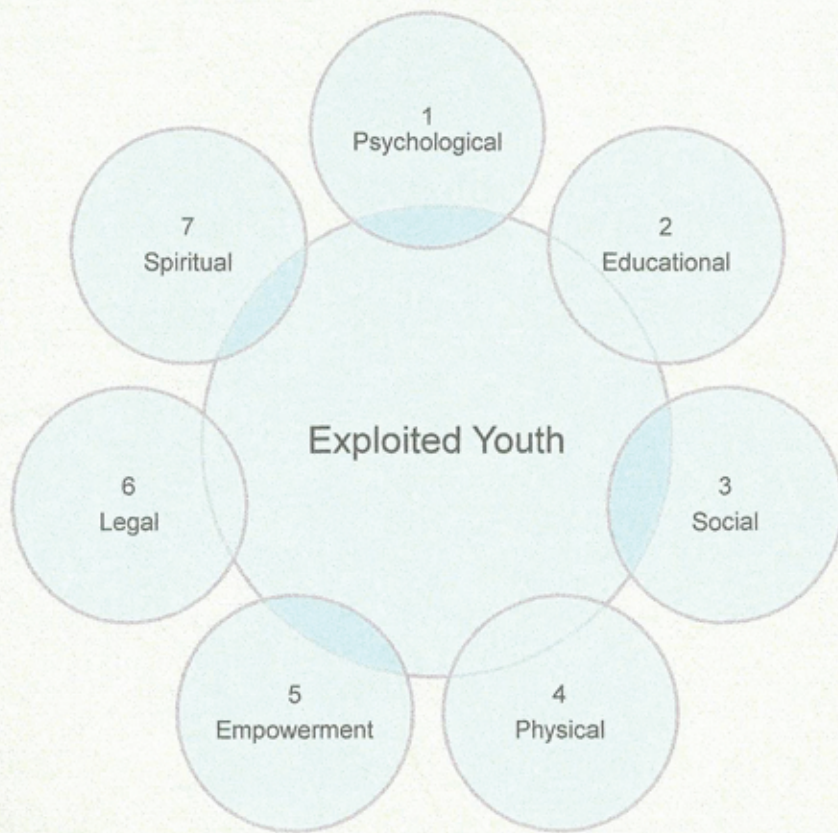 1
Psychological
2
Educational
3
Social
4
Physical
5
Empowerment
6
Legal
7
Spiritual
Exploited Youth